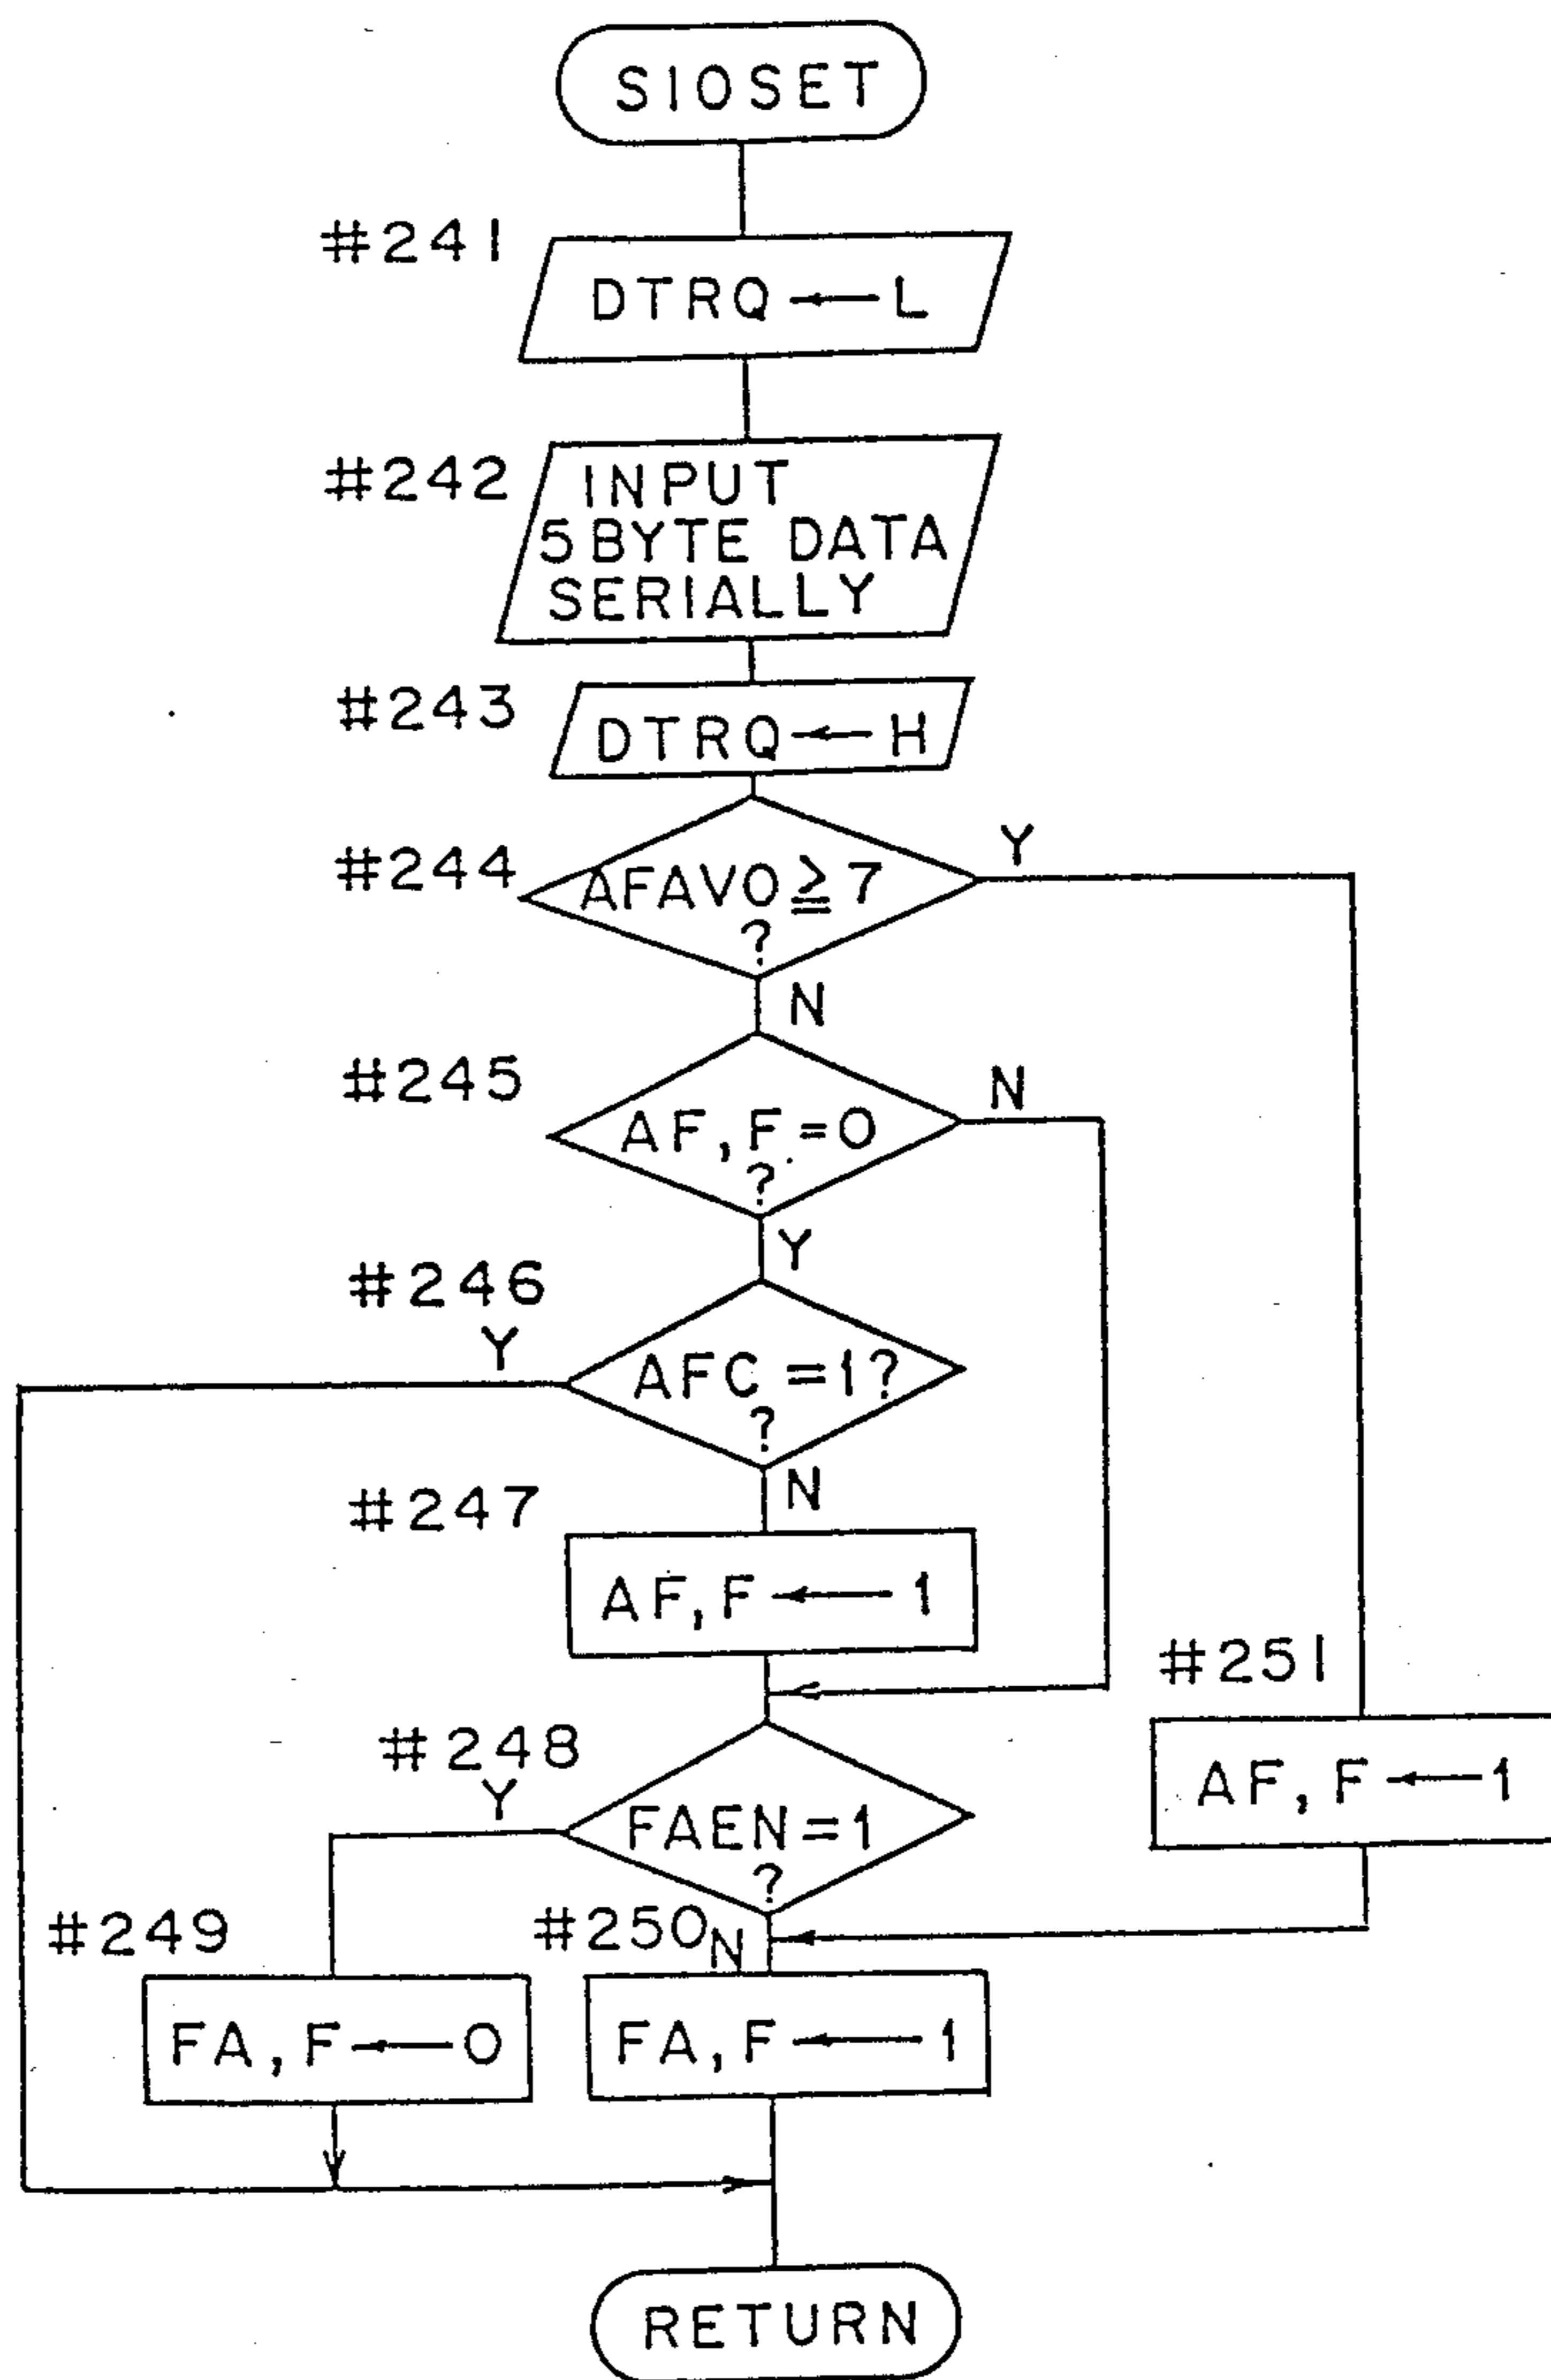 SIOSET
#241
DTRQ ← L
#242
INPUT
5 BYTE DATA
SERIALLY
#243
DTRQ ← H
#244
AFAVO ≧ 7
?
Y
N
#245
AF, F = 0
?
N
Y
#246
Y
AFC = 1?
?
N
#247
AF, F ← 1
#251
AF, F ← 1
#248
Y
FAEN = 1
?
#249
#250
N
FA, F ← 0
FA, F ← 1
RETURN